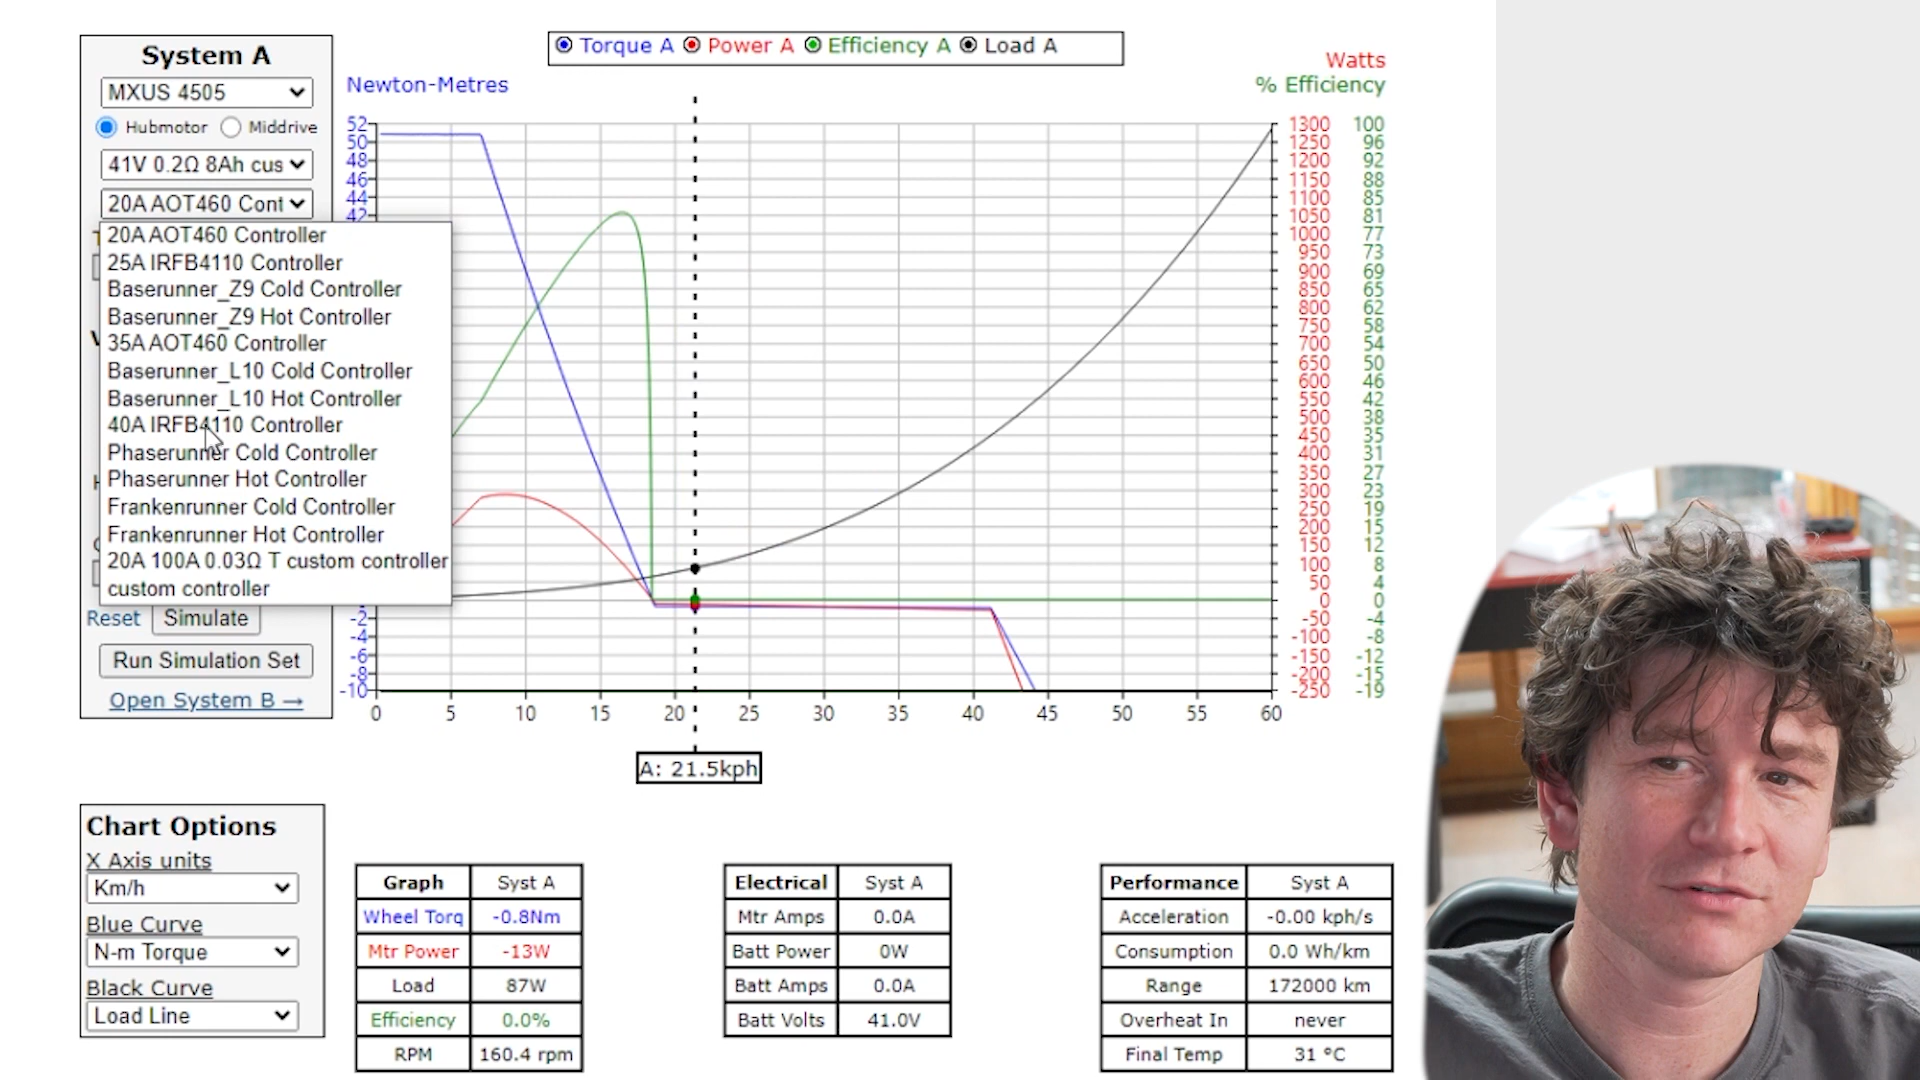 System A
MXUS 4505
Hubmotor Middrive
41V 0.2Ω 8Ah cus
20A AOT460 Cont
20A AOT460 Controller
25A IRFB4110 Controller
Baserunner_Z9 Cold Controller
Baserunner_Z9 Hot Controller
35A AOT460 Controller
Baserunner_L10 Cold Controller
Baserunner_L10 Hot Controller
40A IRFB4110 Controller
Phaserunner Cold Controller
Phaserunner Hot Controller
Frankenrunner Cold Controller
Frankenrunner Hot Controller
20A 100A 0.03Ω T custom controller
custom controller
Reset Simulate
Run Simulation Set
Open System B →
Torque A Power A Efficiency A Load A
Newton-Metres
Watts
% Efficiency
52 1300 100
50 1250 96
48 1200 92
46 1150 88
44 1100 85
42 1050 81
1000 77
950 73
900 69
850 65
800 62
750 58
700 54
650 50
600 46
550 42
500 38
450 35
400 31
350 27
300 23
250 19
200 15
150 12
100 8
50 4
0 0
-2 -50 -4
-4 -100 -8
-6 -150 -12
-8 -200 -15
-10 -250 -19
0 5 10 15 20 25 30 35 40 45 50 55 60
A: 21.5kph
Chart Options
X Axis units
Km/h
Blue Curve
N-m Torque
Black Curve
Load Line
Graph Syst A
Wheel Torq -0.8Nm
Mtr Power -13W
Load 87W
Efficiency 0.0%
RPM 160.4 rpm
Electrical Syst A
Mtr Amps 0.0A
Batt Power 0W
Batt Amps 0.0A
Batt Volts 41.0V
Performance Syst A
Acceleration -0.00 kph/s
Consumption 0.0 Wh/km
Range 172000 km
Overheat In never
Final Temp 31 °C